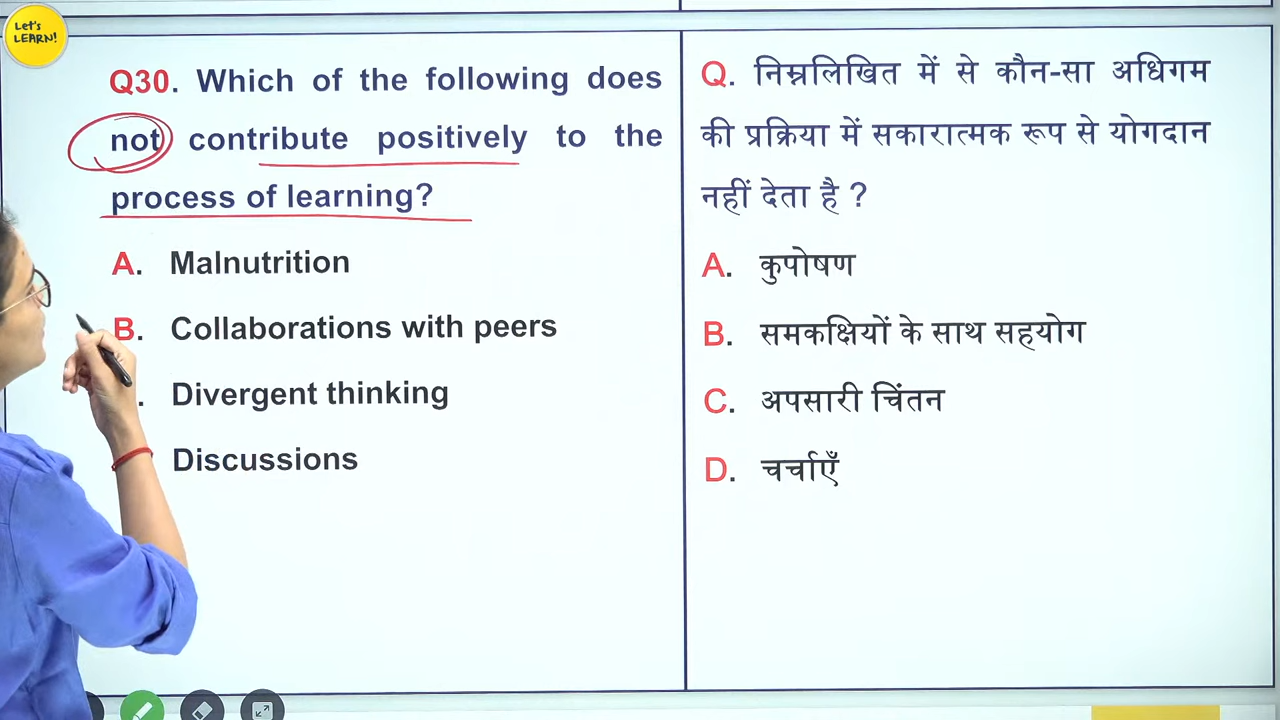 Let's
LEARN!
Q30. Which of the following does
not contribute positively to the
process of learning?
A. Malnutrition
B. Collaborations with peers
. Divergent thinking
Discussions
Q. निम्नलिखित में से कौन-सा अधिगम
की प्रक्रिया में सकारात्मक रूप से योगदान
नहीं देता है ?
A. कुपोषण
B. समकक्षियों के साथ सहयोग
C. अपसारी चिंतन
D. चर्चाएँ